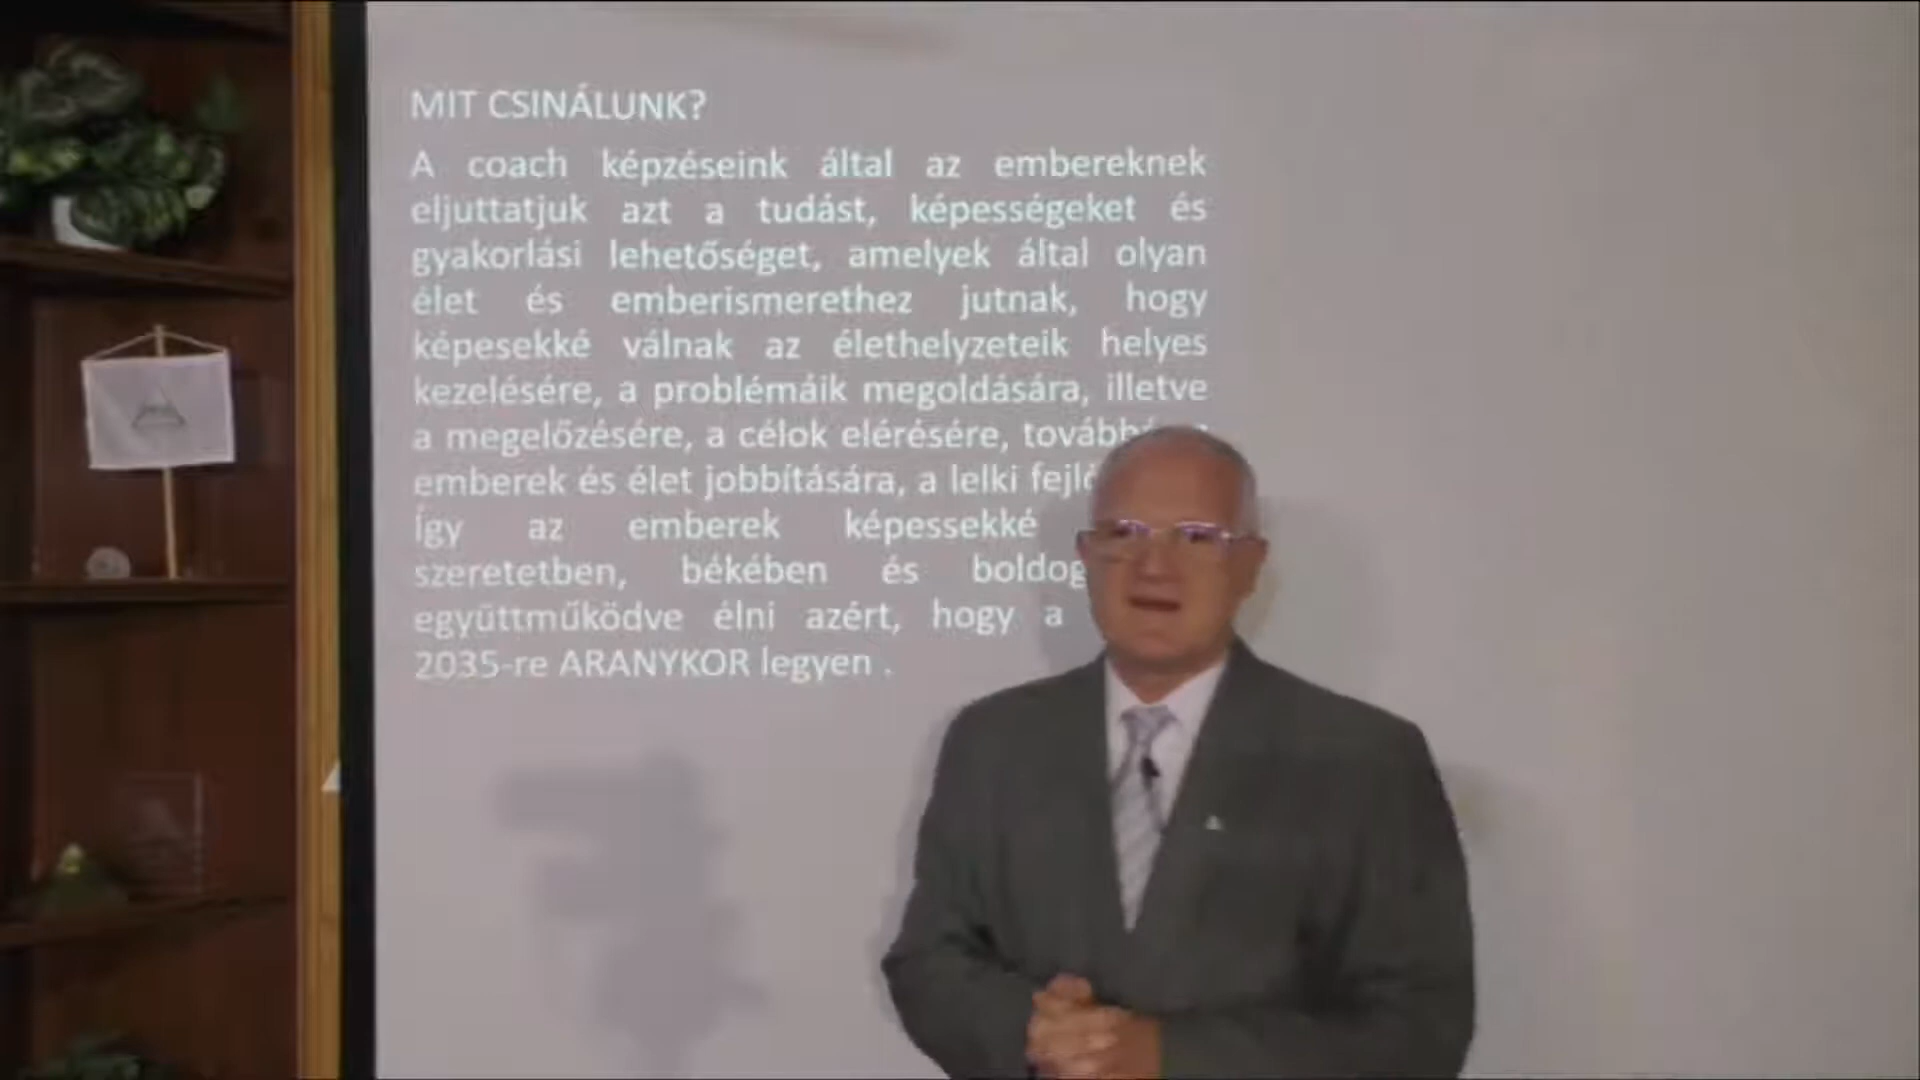 MIT CSINÁLUNK?
A coach képzéseink által az embereknek
eljuttatjuk azt a tudást, képességeket és
gyakorlási lehetőséget, amelyek által olyan
élet és emberismerethez jutnak, hogy
képesekké válnak az élethelyzeteik helyes
kezelésére, a problémáik megoldására, illetve
a megelőzésére, a célok elérésére,
emberek és élet jobbítására, a lelki
Így az emberek képessekké
szeretetben, békében és
együttműködve élni azért, hogy a
2035-re ARANYKOR legyen .